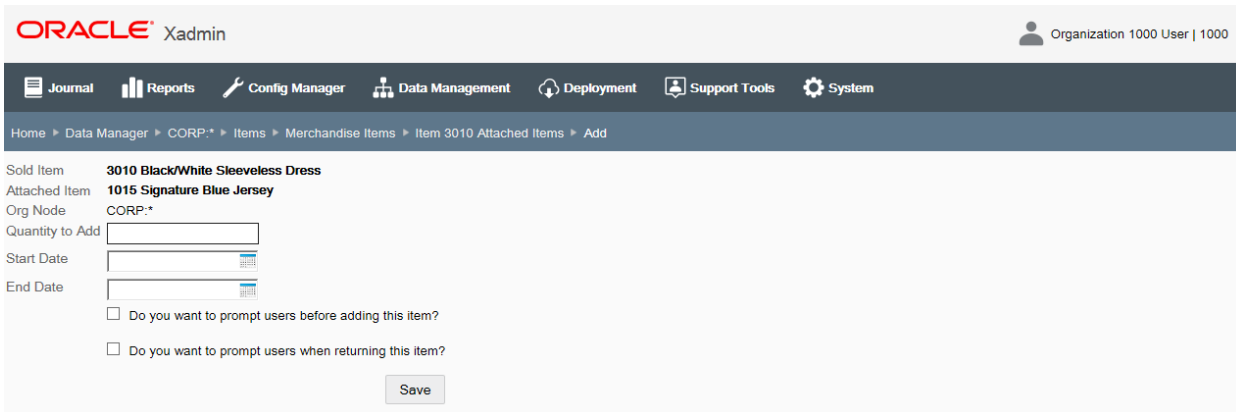 ORACLE Xadmin
Organization 1000 User | 1000
Journal Reports Config Manager Data Management Deployment Support Tools System
Home ▸ Data Manager ▸ CORP:* ▸ Items ▸ Merchandise Items ▸ Item 3010 Attached Items ▸ Add
Sold Item 3010 Black/White Sleeveless Dress
Attached Item 1015 Signature Blue Jersey
Org Node CORP:*
Quantity to Add
Start Date
End Date
Do you want to prompt users before adding this item?
Do you want to prompt users when returning this item?
Save